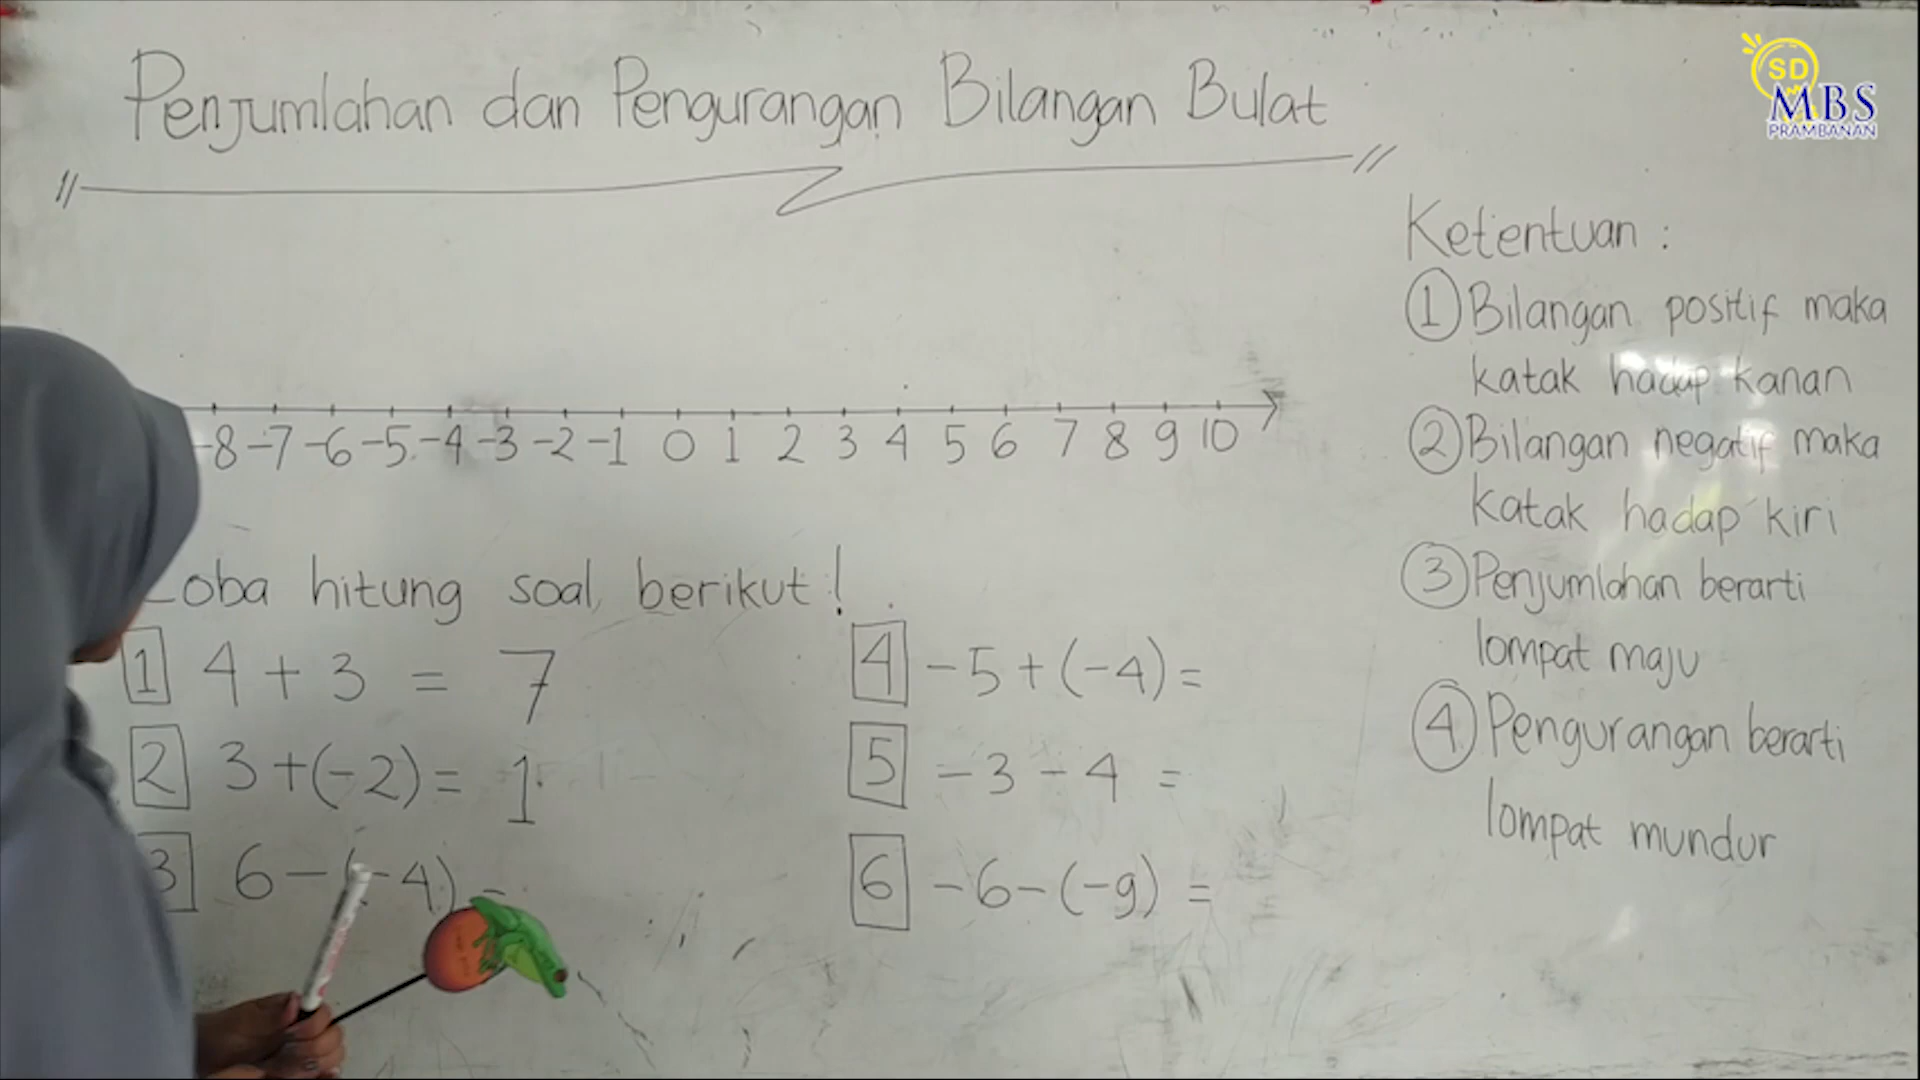 Penjumlahan dan Pengurangan Bilangan Bulat
SD
MBS
PRAMBANAN
-8 -7 -6 -5 -4 -3 -2 -1 0 1 2 3 4 5 6 7 8 9 10
Coba hitung soal berikut!
1 4 + 3 = 7
2 3 + (-2) = 1
3 6 - (-4) =
4 -5 + (-4) =
5 -3 - 4 =
6 -6 - (-9) =
Ketentuan :
1 Bilangan positif maka
katak hadap kanan
2 Bilangan negatif maka
katak hadap kiri
3 Penjumlahan berarti
lompat maju
4 Pengurangan berarti
lompat mundur